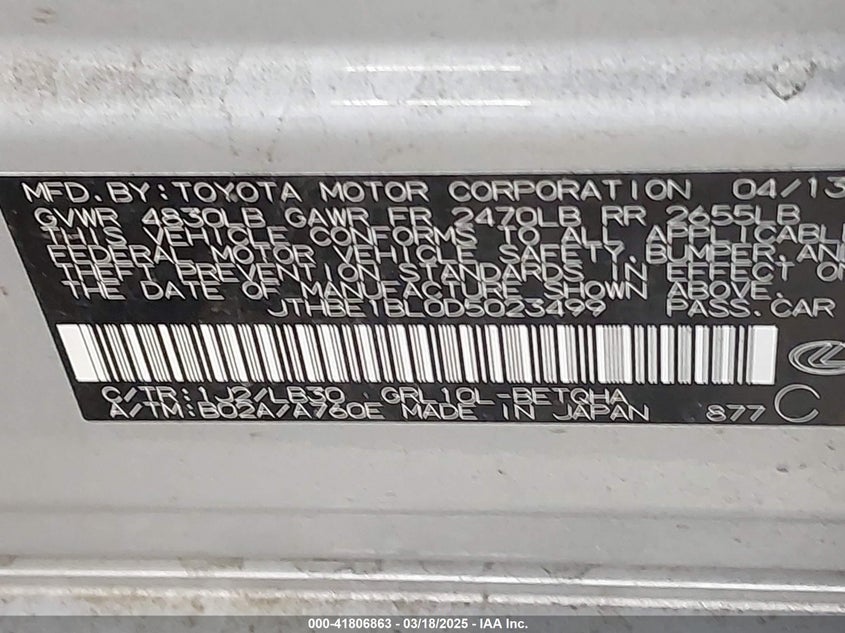 MFD.BY:TOYOTA MOTOR CORPORATION 04/13
GVWR 4830LB GAWR FR 2470LB RR 2655LB
THIS VEHICLE CONFORMS TO ALL APPLICABLE
FEDERAL MOTOR VEHICLE SAFETY,BUMPER,AND
THEFT PREVENTION STANDARDS IN EFFECT ON
THE DATE OF MANUFACTURE SHOWN ABOVE.
JTHBE1BL0D5023499 PASS.CAR
C/TR:1J2/LB30 GRL10L-BETQHA
A/TM:B02A/A760E MADE IN JAPAN 877 C
000-41806863 — 03/18/2025 — IAA Inc.